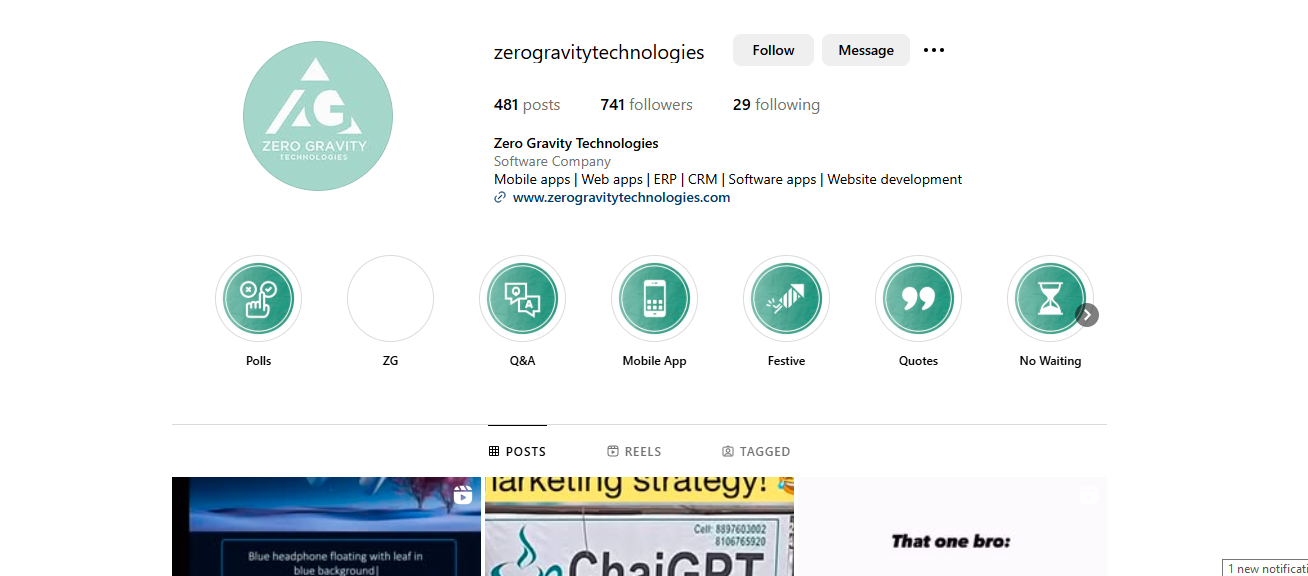 zerogravitytechnologies
Follow
Message
481 posts
741 followers
29 following
ZG
ZERO GRAVITY
TECHNOLOGIES
Zero Gravity Technologies
Software Company
Mobile apps | Web apps | ERP | CRM | Software apps | Website development
www.zerogravitytechnologies.com
Q
A
Polls
ZG
Q&A
Mobile App
Festive
Quotes
No Waiting
POSTS
REELS
TAGGED
Blue headphone floating with leaf in
blue background|
marketing strategy!
Cell: 8897603002
8106765920
ChaiGPT
That one bro:
1 new notificati